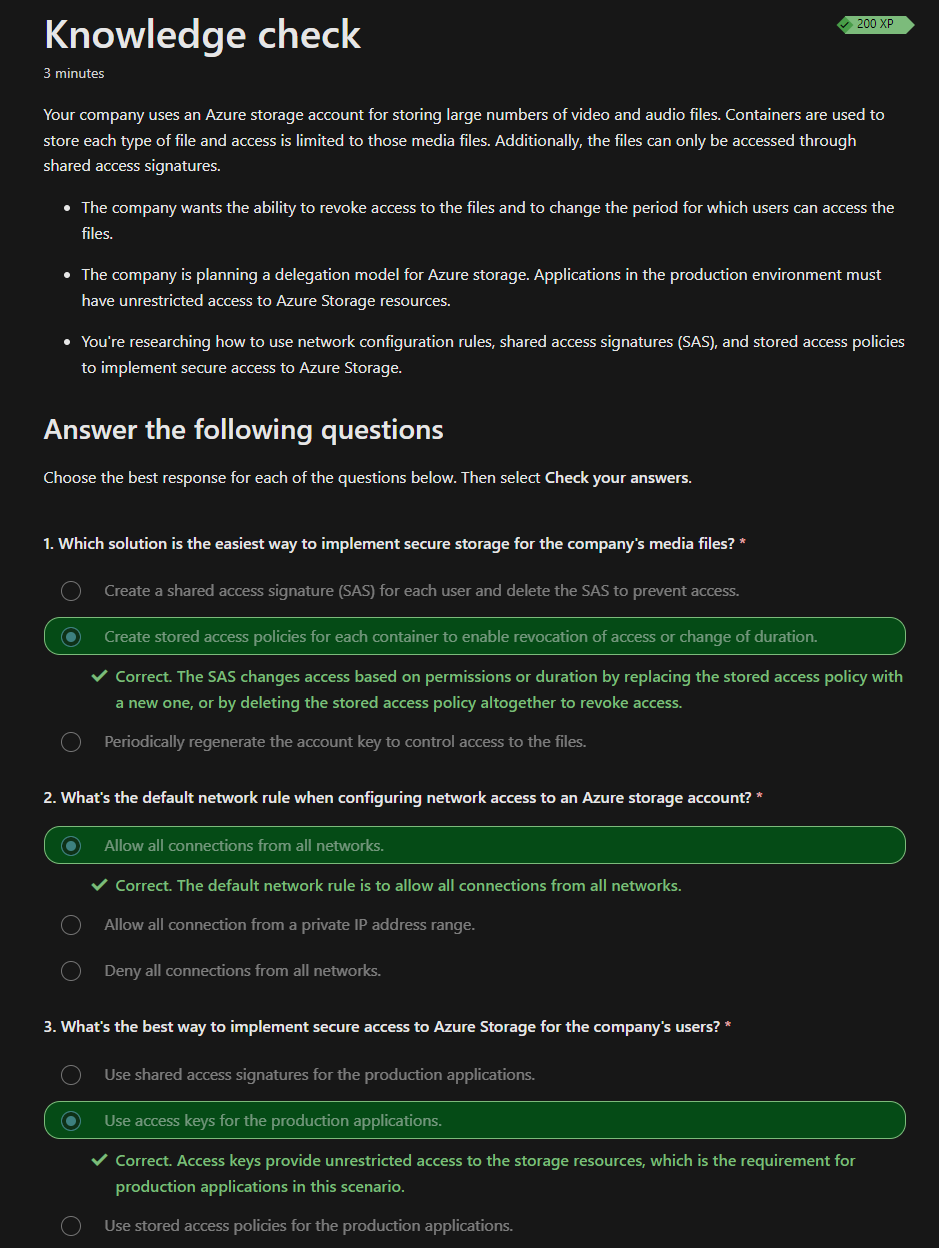 Knowledge check
200 XP
3 minutes
Your company uses an Azure storage account for storing large numbers of video and audio files. Containers are used to
store each type of file and access is limited to those media files. Additionally, the files can only be accessed through
shared access signatures.
• The company wants the ability to revoke access to the files and to change the period for which users can access the
files.
• The company is planning a delegation model for Azure storage. Applications in the production environment must
have unrestricted access to Azure Storage resources.
• You're researching how to use network configuration rules, shared access signatures (SAS), and stored access policies
to implement secure access to Azure Storage.
Answer the following questions
Choose the best response for each of the questions below. Then select Check your answers.
1. Which solution is the easiest way to implement secure storage for the company's media files? *
Create a shared access signature (SAS) for each user and delete the SAS to prevent access.
Create stored access policies for each container to enable revocation of access or change of duration.
Correct. The SAS changes access based on permissions or duration by replacing the stored access policy with
a new one, or by deleting the stored access policy altogether to revoke access.
Periodically regenerate the account key to control access to the files.
2. What's the default network rule when configuring network access to an Azure storage account? *
Allow all connections from all networks.
Correct. The default network rule is to allow all connections from all networks.
Allow all connection from a private IP address range.
Deny all connections from all networks.
3. What's the best way to implement secure access to Azure Storage for the company's users? *
Use shared access signatures for the production applications.
Use access keys for the production applications.
Correct. Access keys provide unrestricted access to the storage resources, which is the requirement for
production applications in this scenario.
Use stored access policies for the production applications.